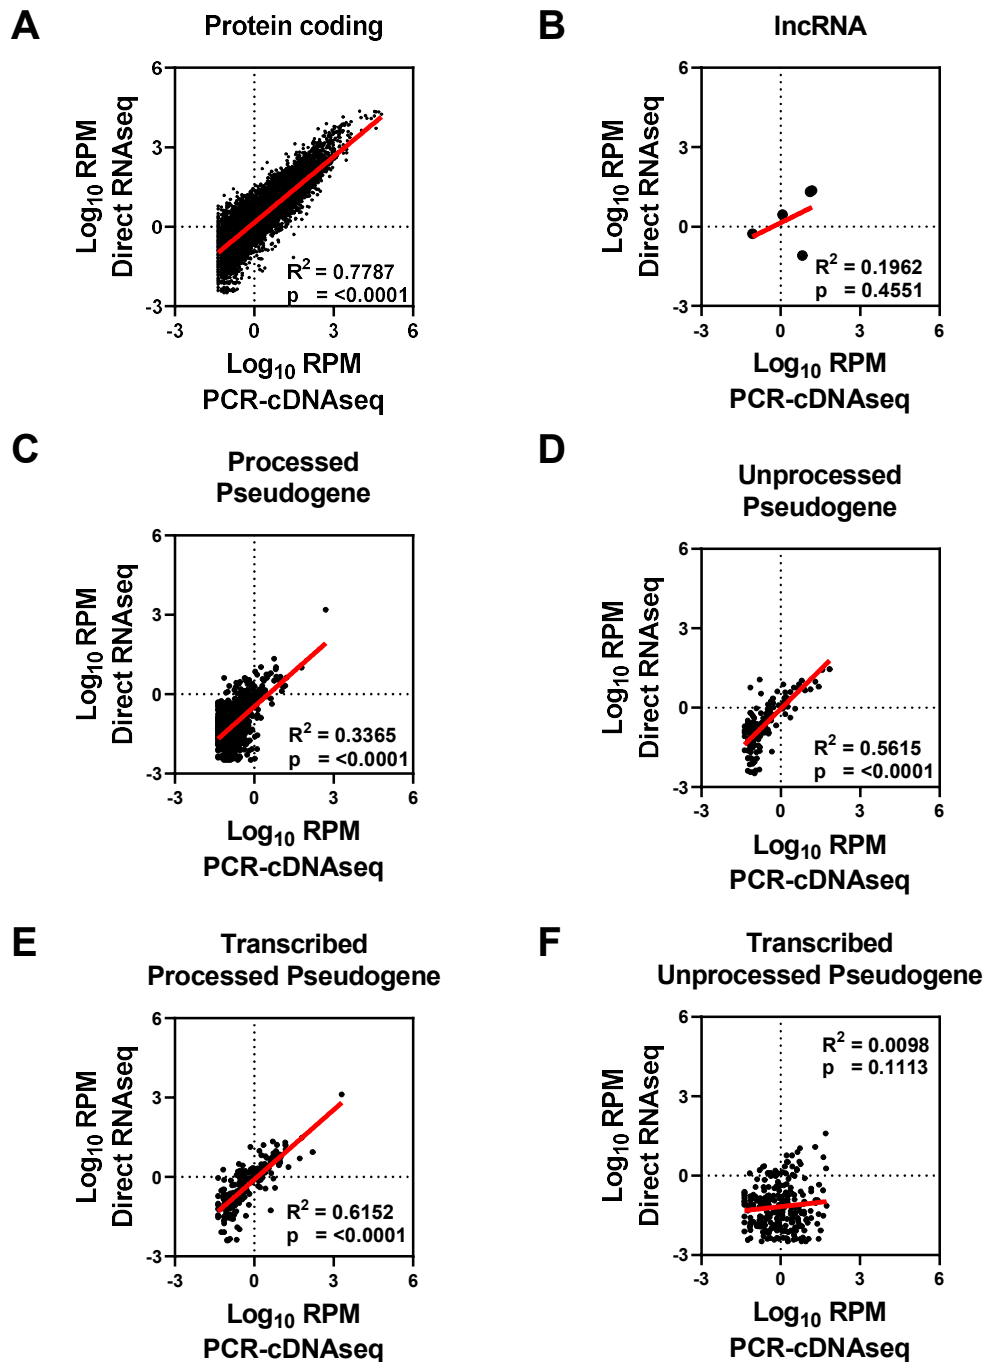 A
Protein coding
6
3
0
-3
-3
0
3
6
Log10 RPM
Direct RNAseq
R2 = 0.7787
p = <0.0001
Log10 RPM
PCR-cDNAseq
B
lncRNA
6
3
0
-3
-3
0
3
6
Log10 RPM
Direct RNAseq
R2 = 0.1962
p = 0.4551
Log10 RPM
PCR-cDNAseq
C
Processed
Pseudogene
6
3
0
-3
-3
0
3
6
Log10 RPM
Direct RNAseq
R2 = 0.3365
p = <0.0001
Log10 RPM
PCR-cDNAseq
D
Unprocessed
Pseudogene
6
3
0
-3
-3
0
3
6
Log10 RPM
Direct RNAseq
R2 = 0.5615
p = <0.0001
Log10 RPM
PCR-cDNAseq
E
Transcribed
Processed Pseudogene
6
3
0
-3
-3
0
3
6
Log10 RPM
Direct RNAseq
R2 = 0.6152
p = <0.0001
Log10 RPM
PCR-cDNAseq
F
Transcribed
Unprocessed Pseudogene
6
3
0
-3
-3
0
3
6
Log10 RPM
Direct RNAseq
R2 = 0.0098
p = 0.1113
Log10 RPM
PCR-cDNAseq